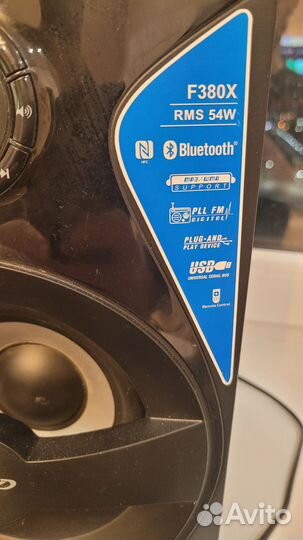 F380X
RMS 54W
NFC
Bluetooth®
MP3/WMA
SUPPORT
PLL FM
DIGITAL
PLUG-AND-
PLAY DEVICE
USB
UNIVERSAL SERIAL BUS
Remote Control
Avito